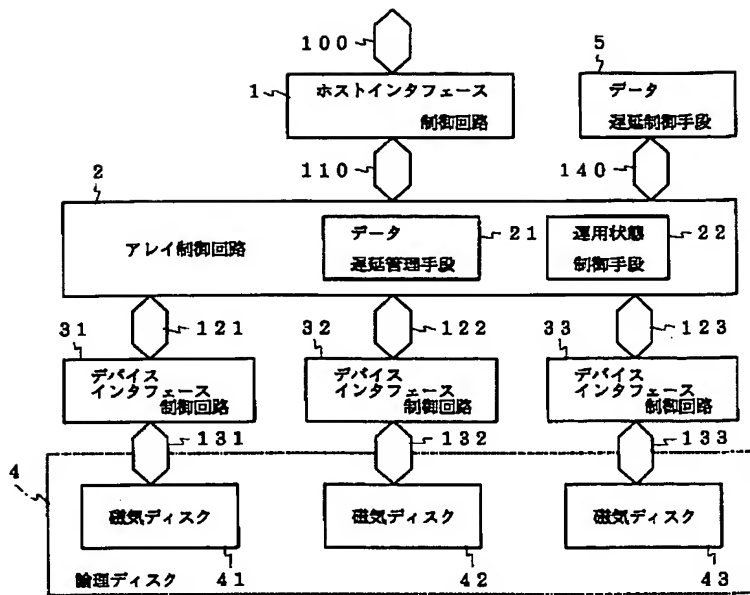 100
5
1
ホストインタフェース
制御回路
データ
遅延制御手段
110
140
2
アレイ制御回路
データ
遅延管理手段
21
運用状態
制御手段
22
31
121
32
122
33
123
デバイス
インタフェース
制御回路
デバイス
インタフェース
制御回路
デバイス
インタフェース
制御回路
131
132
133
4
磁気ディスク
磁気ディスク
磁気ディスク
論理ディスク
41
42
43